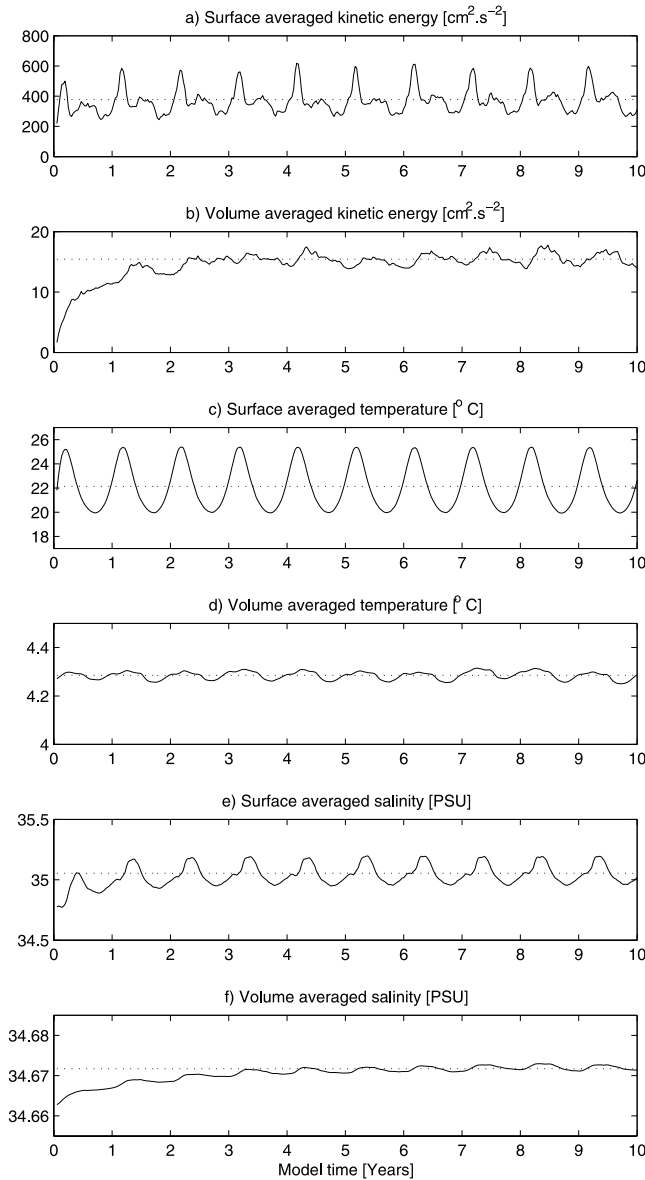 a) Surface averaged kinetic energy [cm².s⁻²]
800
600
400
200
0
0 1 2 3 4 5 6 7 8 9 10
b) Volume averaged kinetic energy [cm².s⁻²]
20
10
0
0 1 2 3 4 5 6 7 8 9 10
c) Surface averaged temperature [° C]
26
24
22
20
18
0 1 2 3 4 5 6 7 8 9 10
d) Volume averaged temperature [° C]
4.4
4.2
4
0 1 2 3 4 5 6 7 8 9 10
e) Surface averaged salinity [PSU]
35.5
35
34.5
0 1 2 3 4 5 6 7 8 9 10
f) Volume averaged salinity [PSU]
34.68
34.67
34.66
0 1 2 3 4 5 6 7 8 9 10
Model time [Years]